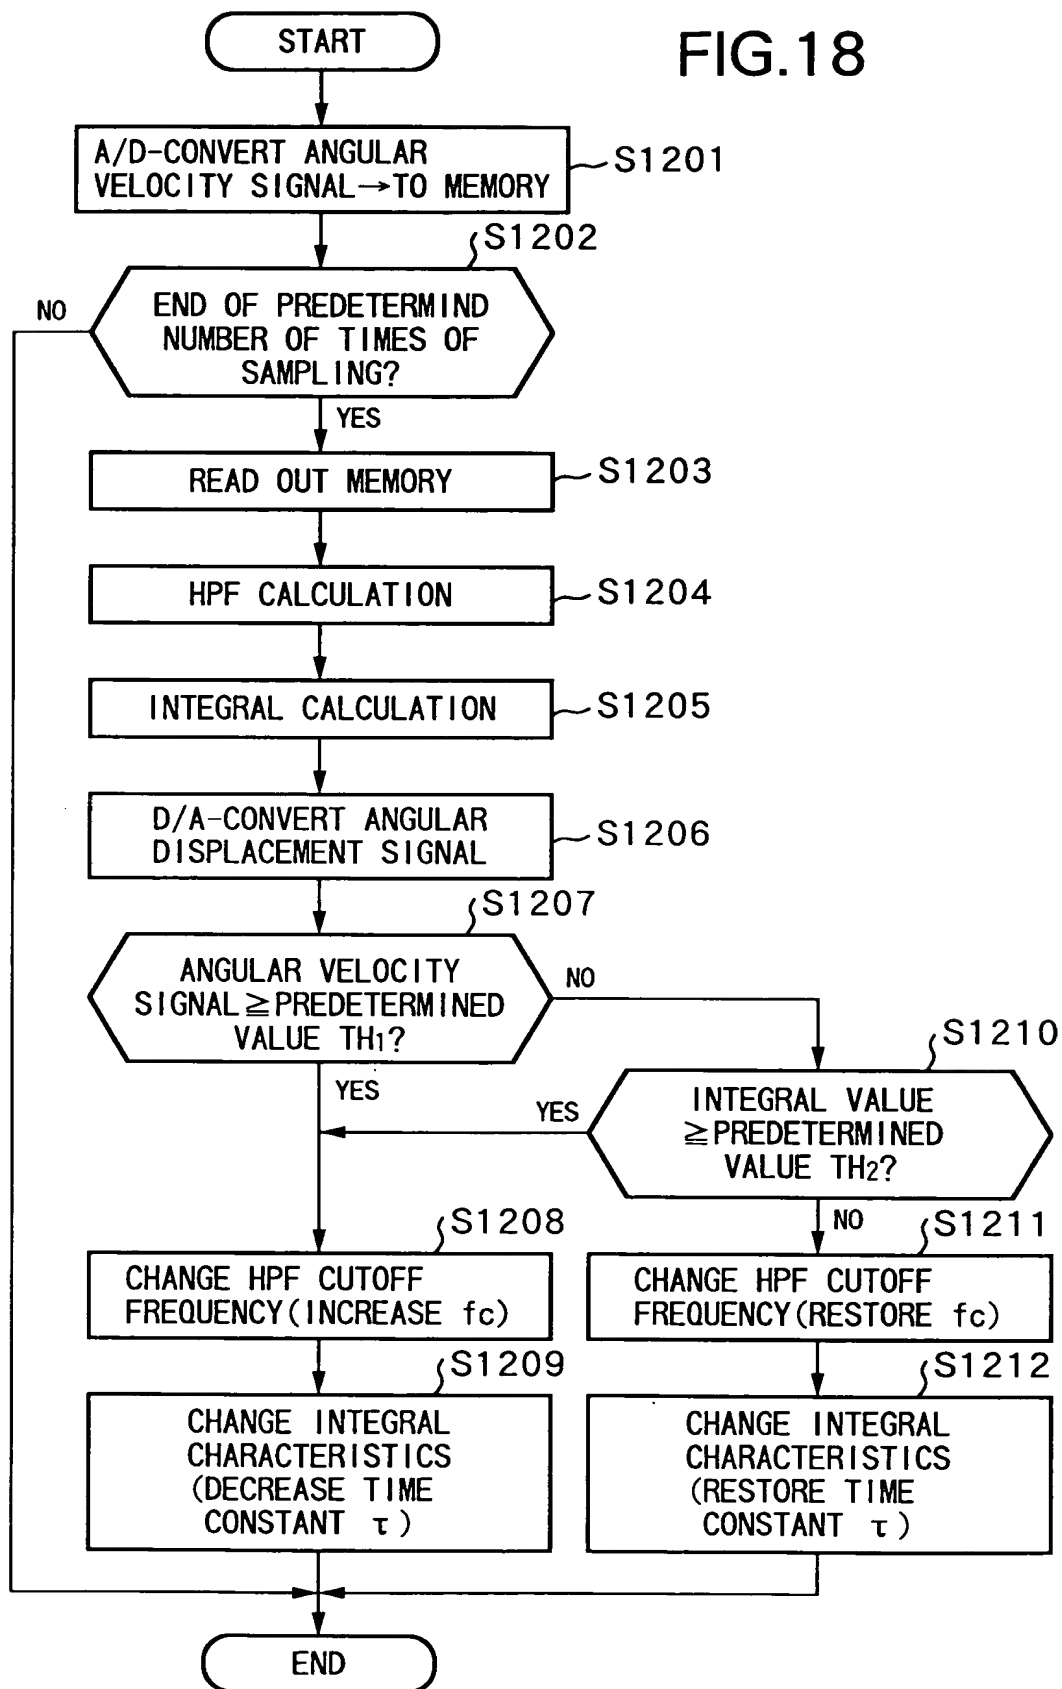 FIG.18
START
A/D-CONVERT ANGULAR
VELOCITY SIGNAL→TO MEMORY
S1201
S1202
END OF PREDETERMIND
NUMBER OF TIMES OF
SAMPLING?
NO
YES
READ OUT MEMORY
S1203
HPF CALCULATION
S1204
INTEGRAL CALCULATION
S1205
D/A-CONVERT ANGULAR
DISPLACEMENT SIGNAL
S1206
S1207
ANGULAR VELOCITY
SIGNAL≧PREDETERMINED
VALUE TH1?
NO
YES
S1210
INTEGRAL VALUE
≧PREDETERMINED
VALUE TH2?
YES
NO
S1208
CHANGE HPF CUTOFF
FREQUENCY(INCREASE fc)
S1211
CHANGE HPF CUTOFF
FREQUENCY(RESTORE fc)
S1209
CHANGE INTEGRAL
CHARACTERISTICS
(DECREASE TIME
CONSTANT τ)
S1212
CHANGE INTEGRAL
CHARACTERISTICS
(RESTORE TIME
CONSTANT τ)
END